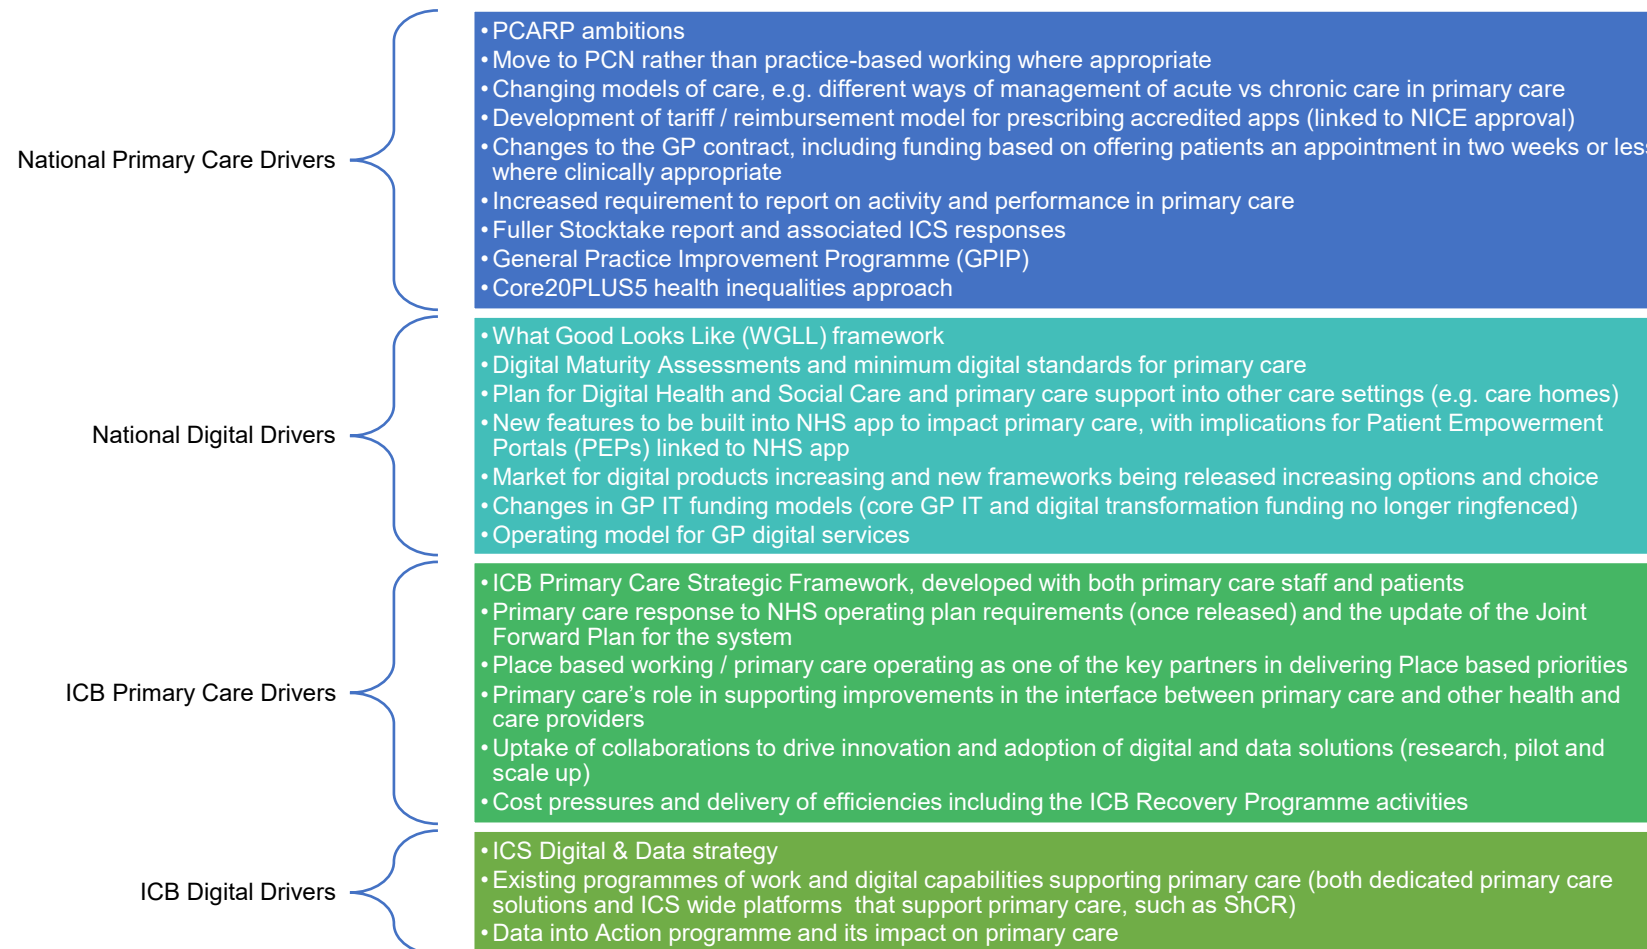 National Primary Care Drivers
• PCARP ambitions
• Move to PCN rather than practice-based working where appropriate
• Changing models of care, e.g. different ways of management of acute vs chronic care in primary care
• Development of tariff / reimbursement model for prescribing accredited apps (linked to NICE approval)
• Changes to the GP contract, including funding based on offering patients an appointment in two weeks or less
where clinically appropriate
• Increased requirement to report on activity and performance in primary care
• Fuller Stocktake report and associated ICS responses
• General Practice Improvement Programme (GPIP)
• Core20PLUS5 health inequalities approach
National Digital Drivers
• What Good Looks Like (WGLL) framework
• Digital Maturity Assessments and minimum digital standards for primary care
• Plan for Digital Health and Social Care and primary care support into other care settings (e.g. care homes)
• New features to be built into NHS app to impact primary care, with implications for Patient Empowerment
Portals (PEPs) linked to NHS app
• Market for digital products increasing and new frameworks being released increasing options and choice
• Changes in GP IT funding models (core GP IT and digital transformation funding no longer ringfenced)
• Operating model for GP digital services
ICB Primary Care Drivers
• ICB Primary Care Strategic Framework, developed with both primary care staff and patients
• Primary care response to NHS operating plan requirements (once released) and the update of the Joint
Forward Plan for the system
• Place based working / primary care operating as one of the key partners in delivering Place based priorities
• Primary care’s role in supporting improvements in the interface between primary care and other health and
care providers
• Uptake of collaborations to drive innovation and adoption of digital and data solutions (research, pilot and
scale up)
• Cost pressures and delivery of efficiencies including the ICB Recovery Programme activities
ICB Digital Drivers
• ICS Digital & Data strategy
• Existing programmes of work and digital capabilities supporting primary care (both dedicated primary care
solutions and ICS wide platforms that support primary care, such as ShCR)
• Data into Action programme and its impact on primary care